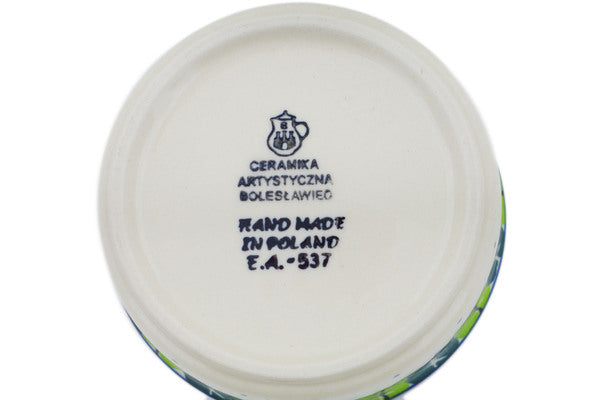 B
CERAMIKA
ARTYSTYCZNA
BOLESŁAWIEC
HAND MADE
IN POLAND
E.A.-537